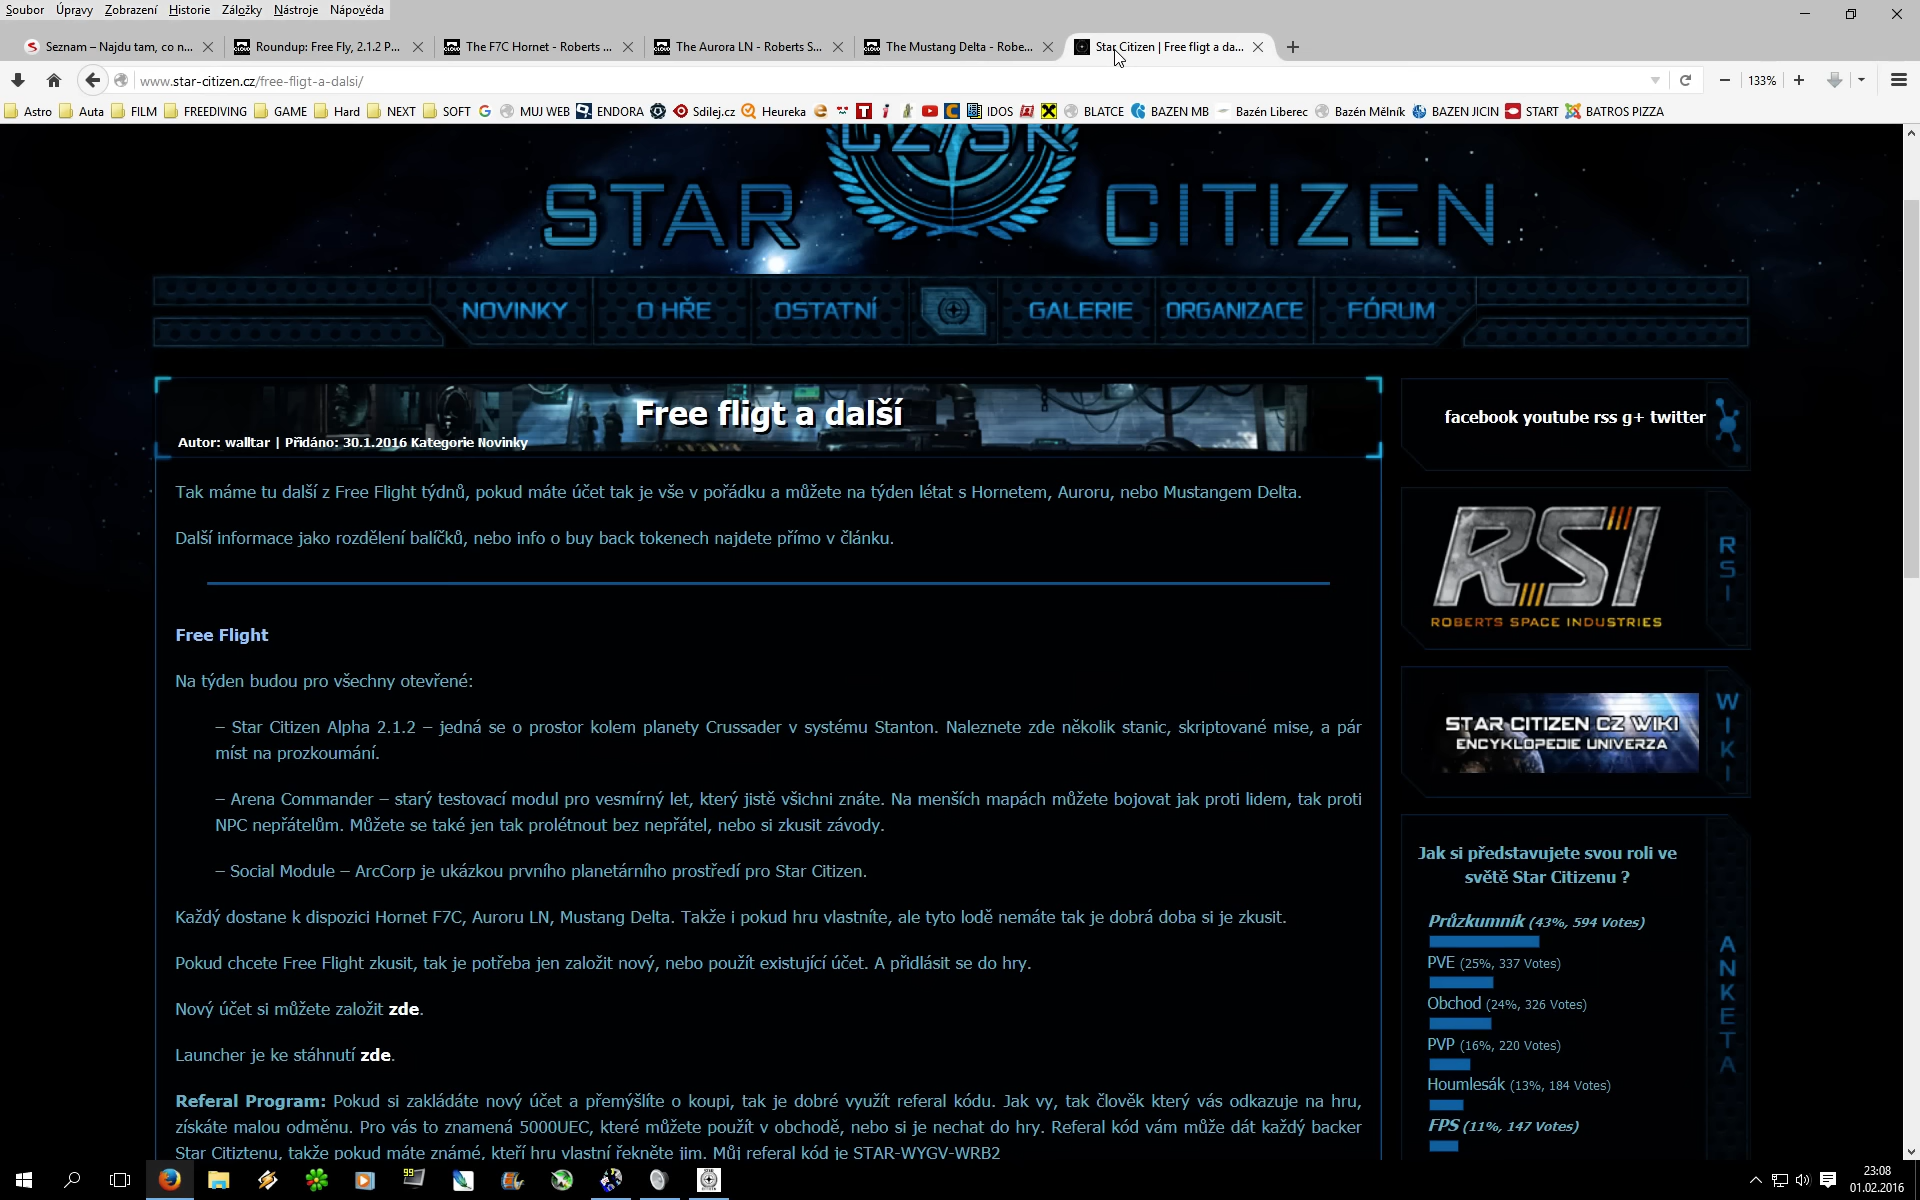 Soubor Úpravy Zobrazení Historie Záložky Nástroje Nápověda
Seznam – Najdu tam, co n...
Roundup: Free Fly, 2.1.2 P...
The F7C Hornet - Roberts ...
The Aurora LN - Roberts S...
The Mustang Delta - Robe...
Star Citizen | Free fligt a da...
www.star-citizen.cz/free-fligt-a-dalsi/
133%
Astro Auta FILM FREEDIVING GAME Hard NEXT SOFT MUJ WEB ENDORA Sdilej.cz Heureka IDOS BLATCE BAZEN MB Bazén Liberec Bazén Mělník BAZEN JICIN START BATROS PIZZA
CZ/SK
STAR CITIZEN
NOVINKY O HŘE OSTATNÍ GALERIE ORGANIZACE FÓRUM
Free fligt a další
Autor: walltar | Přidáno: 30.1.2016 Kategorie Novinky
Tak máme tu další z Free Flight týdnů, pokud máte účet tak je vše v pořádku a můžete na týden létat s Hornetem, Auroru, nebo Mustangem Delta.
Další informace jako rozdělení balíčků, nebo info o buy back tokenech najdete přímo v článku.
Free Flight
Na týden budou pro všechny otevřené:
– Star Citizen Alpha 2.1.2 – jedná se o prostor kolem planety Crussader v systému Stanton. Naleznete zde několik stanic, skriptované mise, a pár
míst na prozkoumání.
– Arena Commander – starý testovací modul pro vesmírný let, který jistě všichni znáte. Na menších mapách můžete bojovat jak proti lidem, tak proti
NPC nepřátelům. Můžete se také jen tak prolétnout bez nepřátel, nebo si zkusit závody.
– Social Module – ArcCorp je ukázkou prvního planetárního prostředí pro Star Citizen.
Každý dostane k dispozici Hornet F7C, Auroru LN, Mustang Delta. Takže i pokud hru vlastníte, ale tyto lodě nemáte tak je dobrá doba si je zkusit.
Pokud chcete Free Flight zkusit, tak je potřeba jen založit nový, nebo použít existující účet. A přidlásit se do hry.
Nový účet si můžete založit zde.
Launcher je ke stáhnutí zde.
Referal Program: Pokud si zakládáte nový účet a přemýšlíte o koupi, tak je dobré využít referal kódu. Jak vy, tak člověk který vás odkazuje na hru,
získáte malou odměnu. Pro vás to znamená 5000UEC, které můžete použít v obchodě, nebo si je nechat do hry. Referal kód vám může dát každý backer
Star Citiztenu, takže pokud máte známé, kteří hru vlastní řekněte jim. Můj referal kód je STAR-WYGV-WRB2
facebook youtube rss g+ twitter
RSI
ROBERTS SPACE INDUSTRIES
RSI
STAR CITIZEN CZ WIKI
ENCYKLOPEDIE UNIVERZA
WIKI
Jak si představujete svou roli ve
světě Star Citizenu ?
Průzkumník (43%, 594 Votes)
PVE (25%, 337 Votes)
Obchod (24%, 326 Votes)
PVP (16%, 220 Votes)
Houmlesák (13%, 184 Votes)
FPS (11%, 147 Votes)
ANKETA
99
23:08
01.02.2016